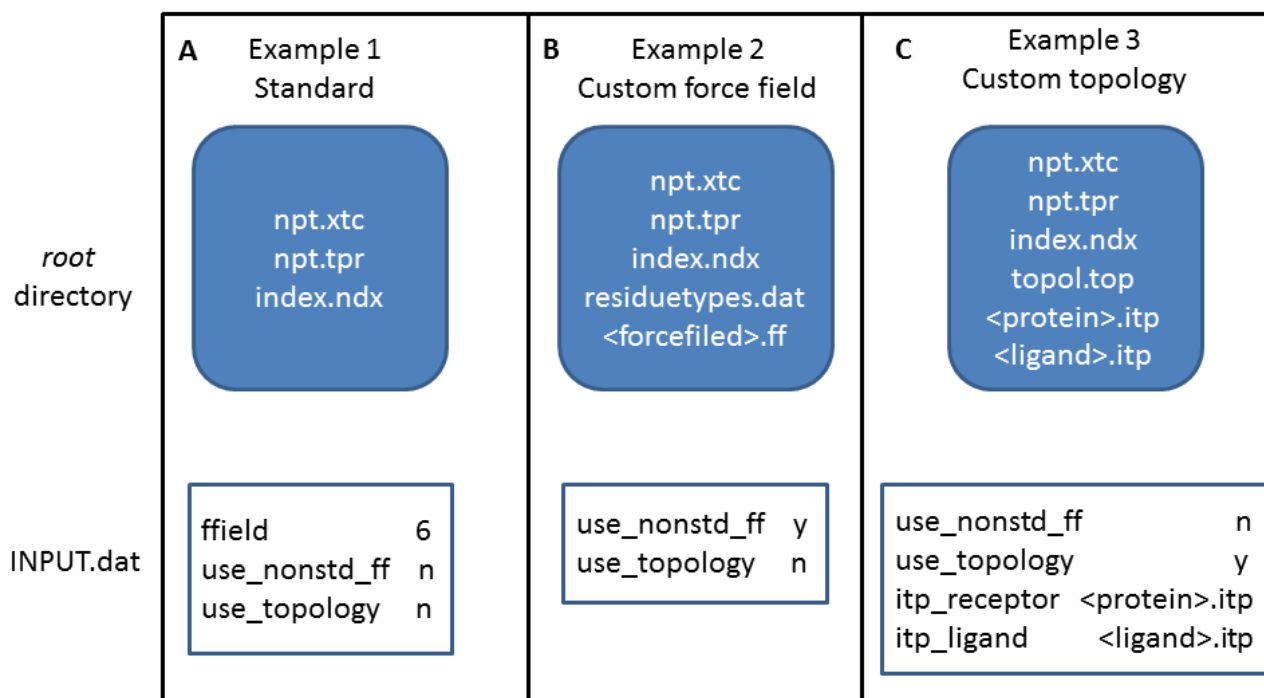 A Example 1
Standard
B Example 2
Custom force field
C Example 3
Custom topology
root
directory
npt.xtc
npt.tpr
index.ndx
npt.xtc
npt.tpr
index.ndx
residuetypes.dat
<forcefiled>.ff
npt.xtc
npt.tpr
index.ndx
topol.top
<protein>.itp
<ligand>.itp
INPUT.dat
ffield 6
use_nonstd_ff n
use_topology n
use_nonstd_ff y
use_topology n
use_nonstd_ff n
use_topology y
itp_receptor <protein>.itp
itp_ligand <ligand>.itp